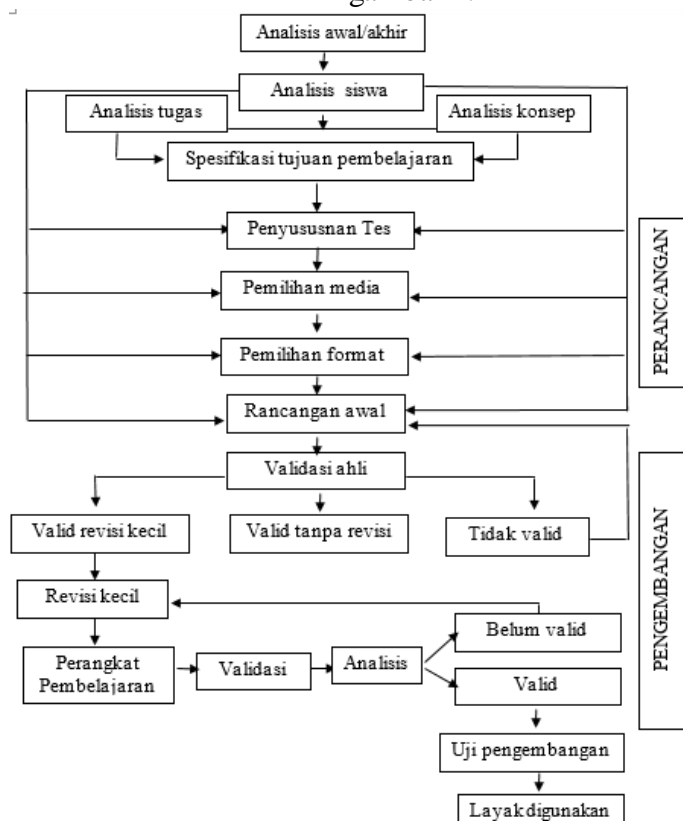 Analisis awal/akhir
Analisis siswa
Analisis tugas
Analisis konsep
Spesifikasi tujuan pembelajaran
Penyususnan Tes
Pemilihan media
Pemilihan format
Rancangan awal
PERANCANGAN
Validasi ahli
Valid revisi kecil
Valid tanpa revisi
Tidak valid
Revisi kecil
Belum valid
Perangkat
Pembelajaran
Validasi
Analisis
Valid
Uji pengembangan
Layak digunakan
PENGEMBANGAN